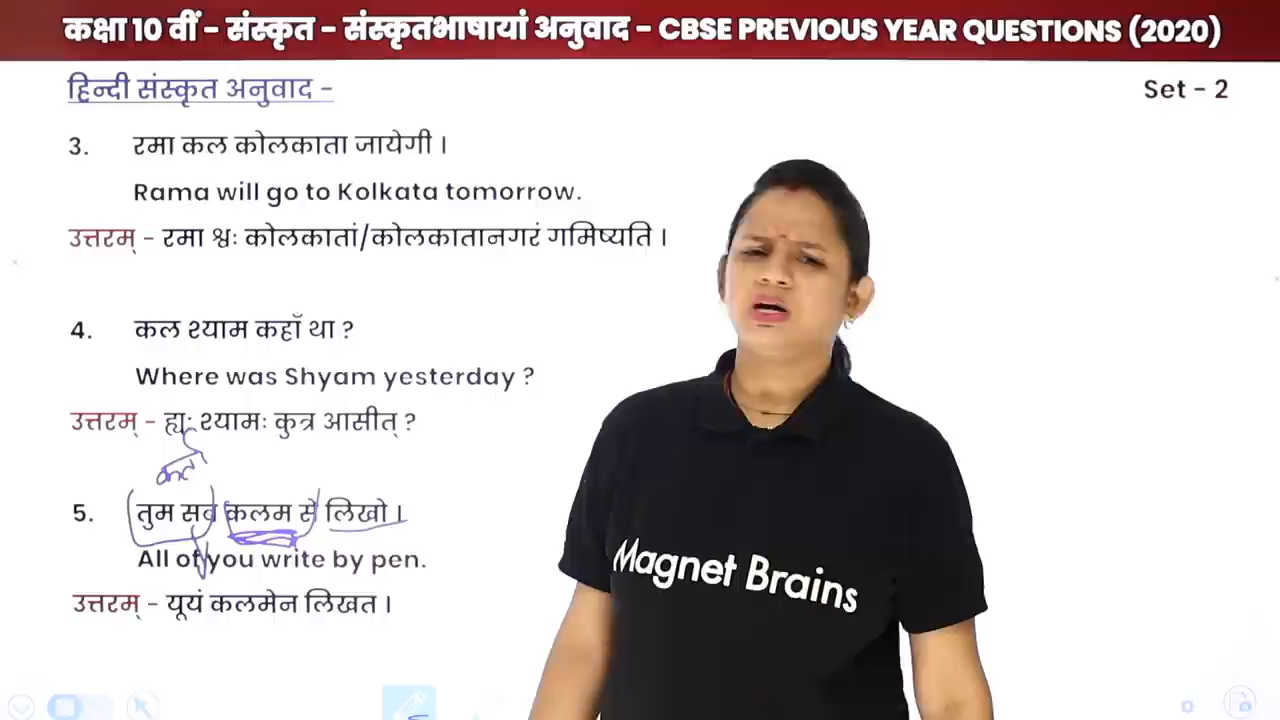 कक्षा 10 वीं - संस्कृत - संस्कृतभाषायां अनुवाद - CBSE PREVIOUS YEAR QUESTIONS (2020)
हिन्दी संस्कृत अनुवाद -
Set - 2
3. रमा कल कोलकाता जायेगी ।
Rama will go to Kolkata tomorrow.
उत्तरम् - रमा श्वः कोलकातां/कोलकातानगरं गमिष्यति ।
4. कल श्याम कहाँ था ?
Where was Shyam yesterday ?
उत्तरम् - ह्यः श्यामः कुत्र आसीत् ?
5. तुम सब कलम से लिखो ।
All of you write by pen.
उत्तरम् - यूयं कलमेन लिखत ।
Magnet Brains